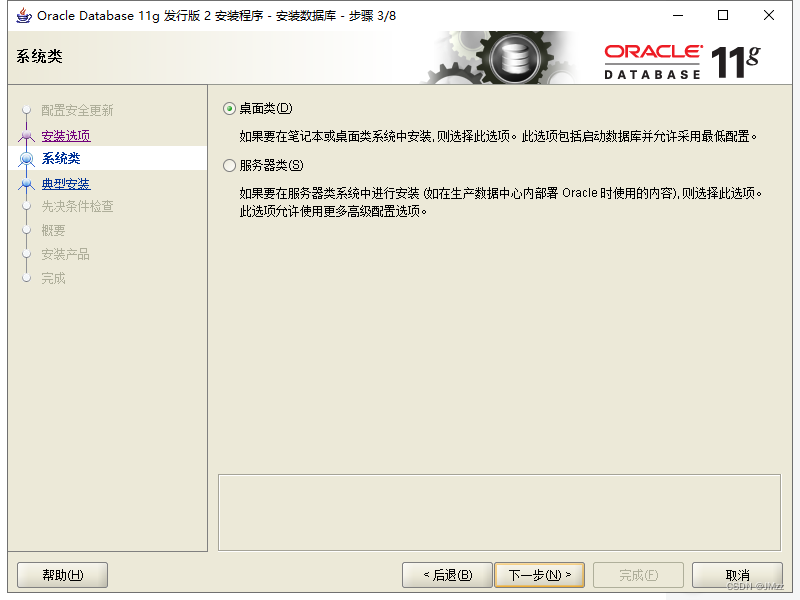 Oracle Database 11g 发行版 2 安装程序 - 安装数据库 - 步骤 3/8
系统类
ORACLE
DATABASE
11g
配置安全更新
安装选项
系统类
典型安装
先决条件检查
概要
安装产品
完成
桌面类(D)
如果要在笔记本或桌面类系统中安装,则选择此选项。此选项包括启动数据库并允许采用最低配置。
服务器类(S)
如果要在服务器类系统中进行安装 (如在生产数据中心内部署 Oracle 时使用的内容),则选择此选项。
此选项允许使用更多高级配置选项。
帮助(H)
< 后退(B)
下一步(N) >
完成(F)
取消
CSDN @JMzz